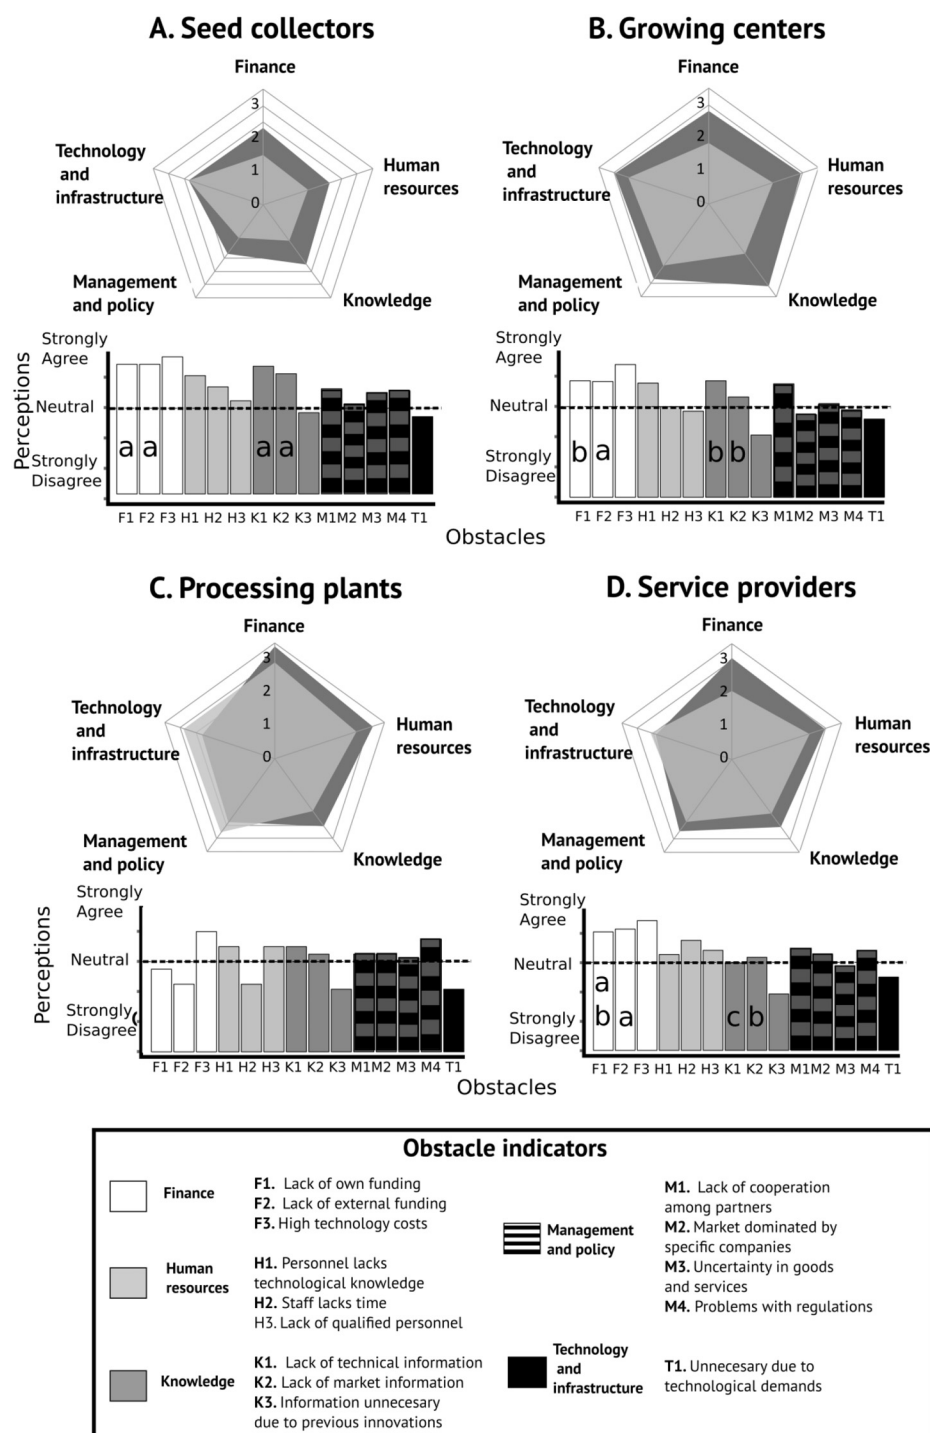 A. Seed collectors
Finance
3
2
1
0
Technology
and
infrastructure
Human
resources
Management
and policy
Knowledge
Perceptions
Strongly
Agree
Neutral
Strongly
Disagree
a a a a
F1 F2 F3 H1 H2 H3 K1 K2 K3 M1 M2 M3 M4 T1
B. Growing centers
Finance
3
2
1
0
Technology
and
infrastructure
Human
resources
Management
and policy
Knowledge
Strongly
Agree
Neutral
Strongly
Disagree
b a b b
F1 F2 F3 H1 H2 H3 K1 K2 K3 M1 M2 M3 M4 T1
Obstacles
C. Processing plants
Finance
3
2
1
0
Technology
and
infrastructure
Human
resources
Management
and policy
Knowledge
Perceptions
Strongly
Agree
Neutral
Strongly
Disagree
F1 F2 F3 H1 H2 H3 K1 K2 K3 M1 M2 M3 M4 T1
D. Service providers
Finance
3
2
1
0
Technology
and
infrastructure
Human
resources
Management
and policy
Knowledge
Strongly
Agree
Neutral
Strongly
Disagree
a
b a c b
F1 F2 F3 H1 H2 H3 K1 K2 K3 M1 M2 M3 M4 T1
Obstacles
Obstacle indicators
Finance
F1. Lack of own funding
F2. Lack of external funding
F3. High technology costs
Human
resources
H1. Personnel lacks
technological knowledge
H2. Staff lacks time
H3. Lack of qualified personnel
Knowledge
K1. Lack of technical information
K2. Lack of market information
K3. Information unnecesary
due to previous innovations
Management
and policy
M1. Lack of cooperation
among partners
M2. Market dominated by
specific companies
M3. Uncertainty in goods
and services
M4. Problems with regulations
Technology
and
infrastructure
T1. Unnecesary due to
technological demands